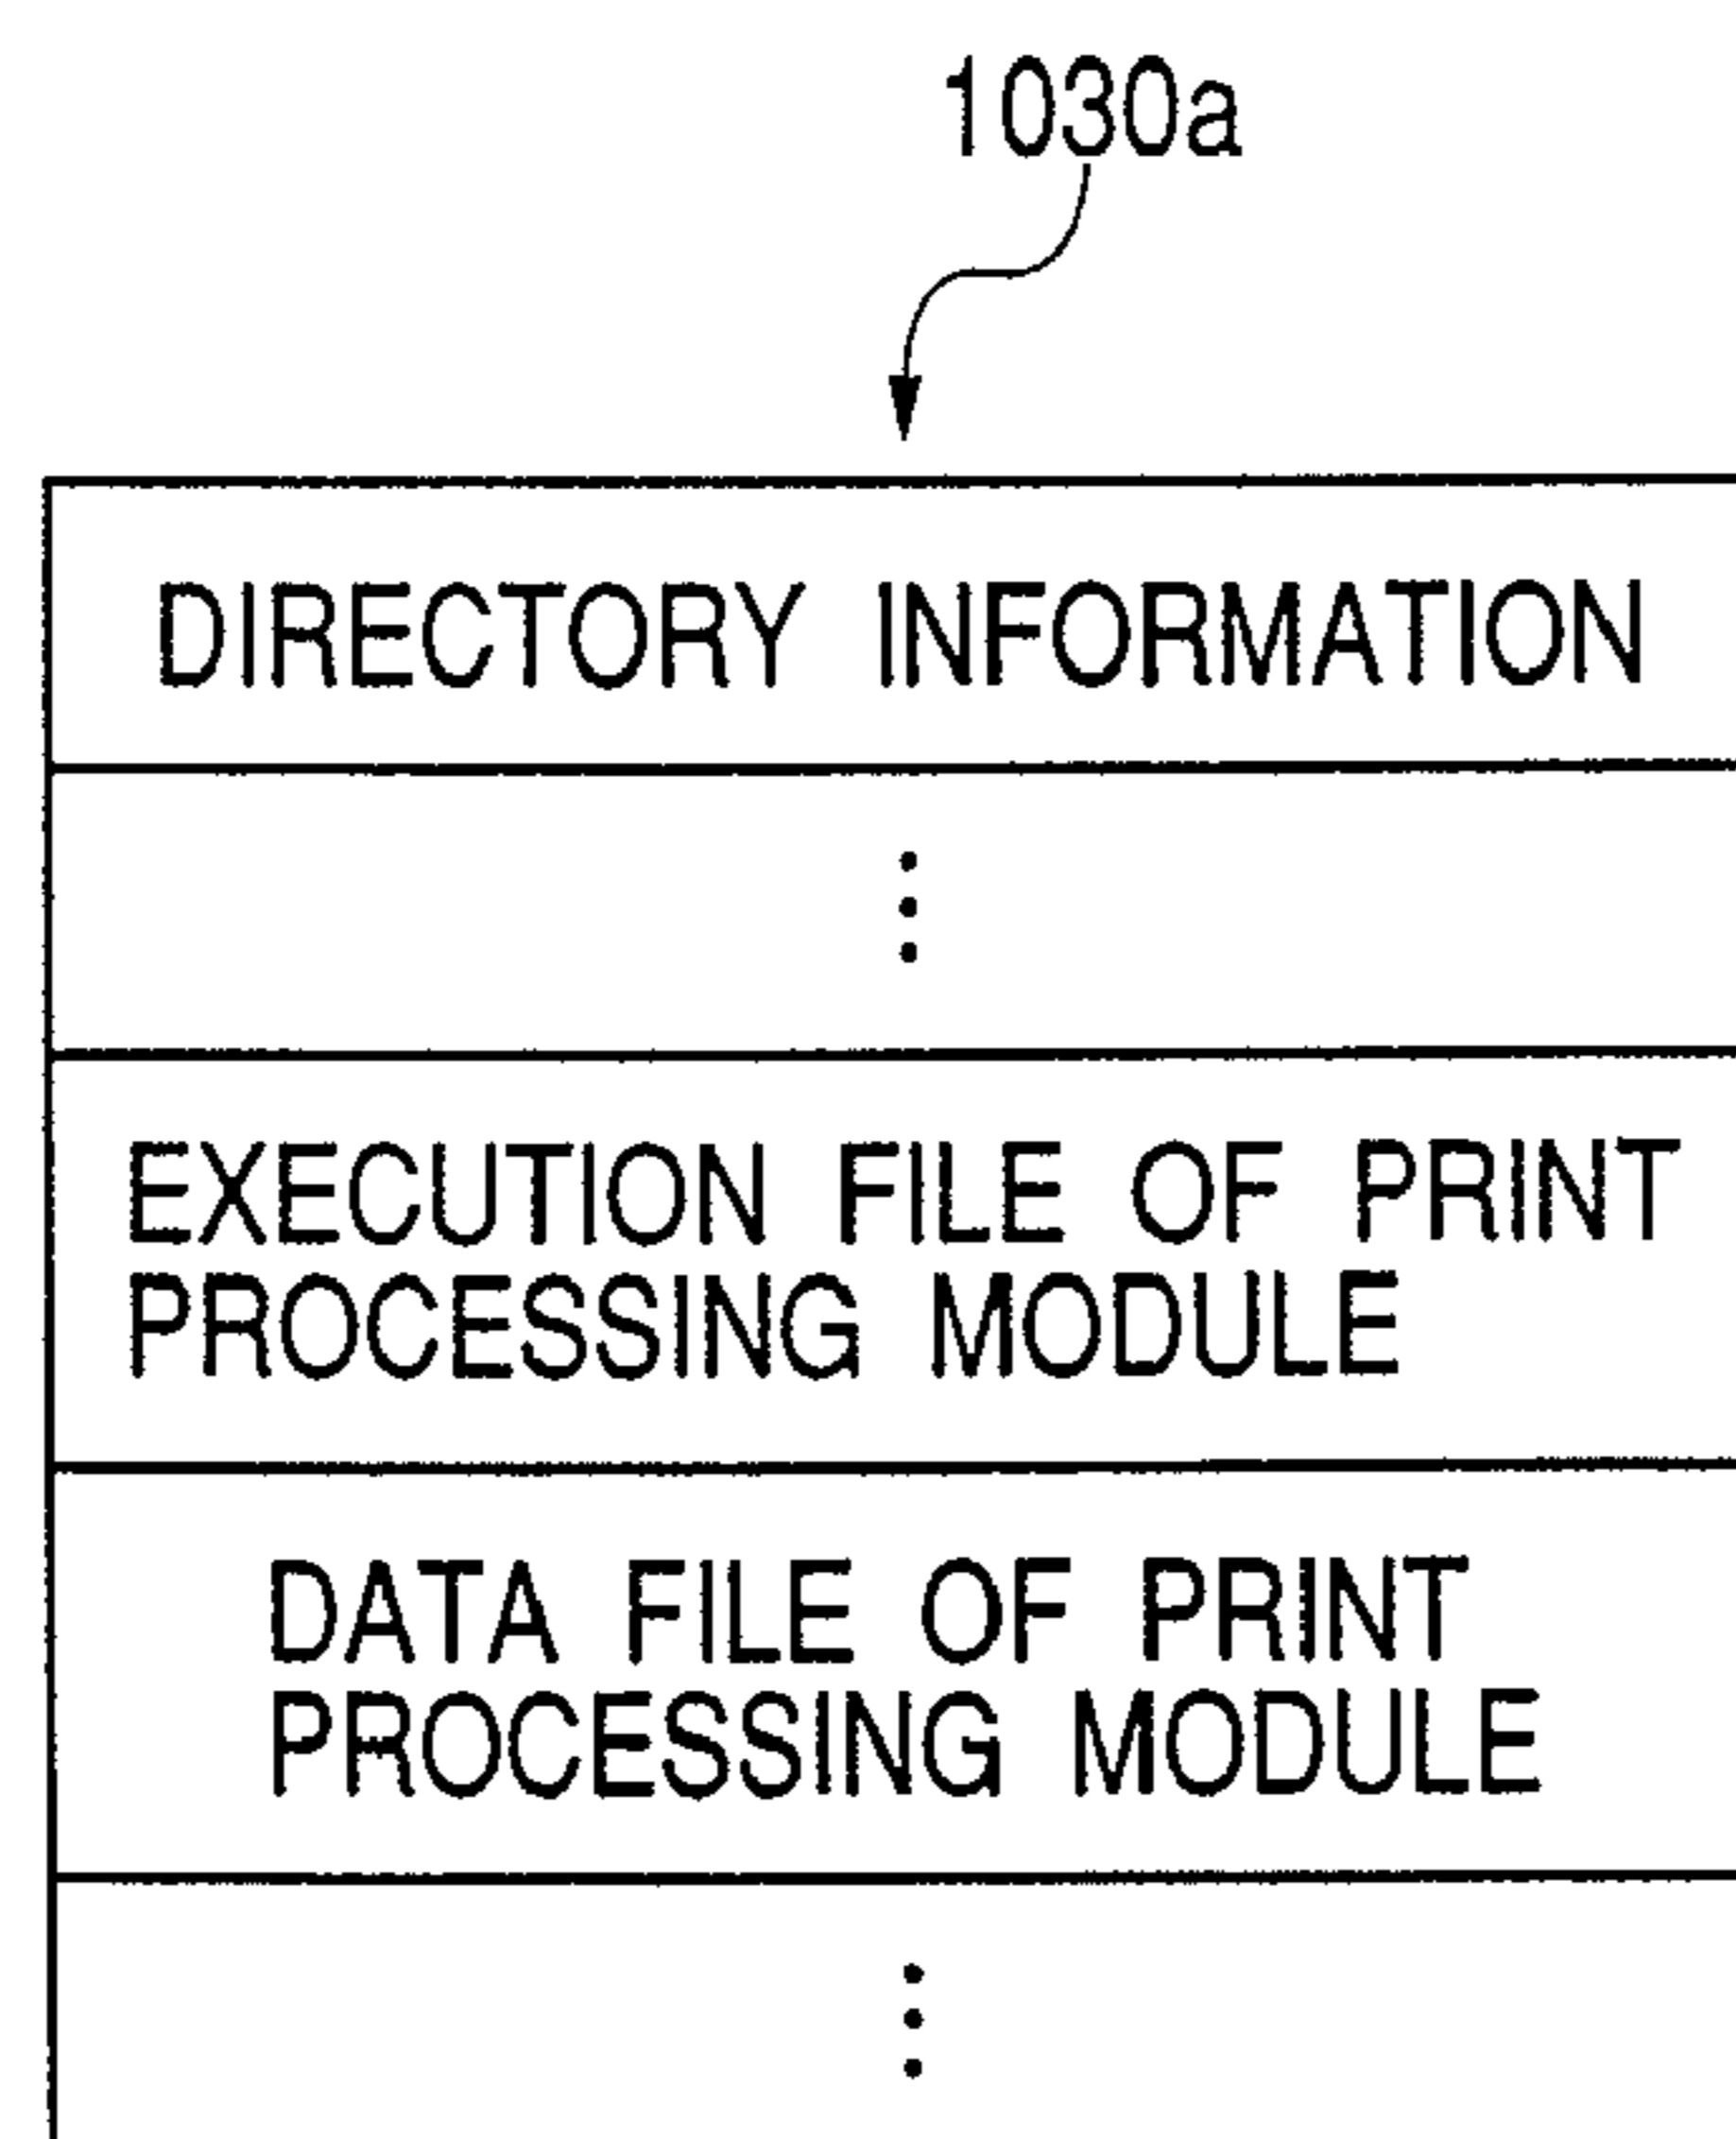 1030a
DIRECTORY INFORMATION
EXECUTION FILE OF PRINT
PROCESSING MODULE
DATA FILE OF PRINT
PROCESSING MODULE